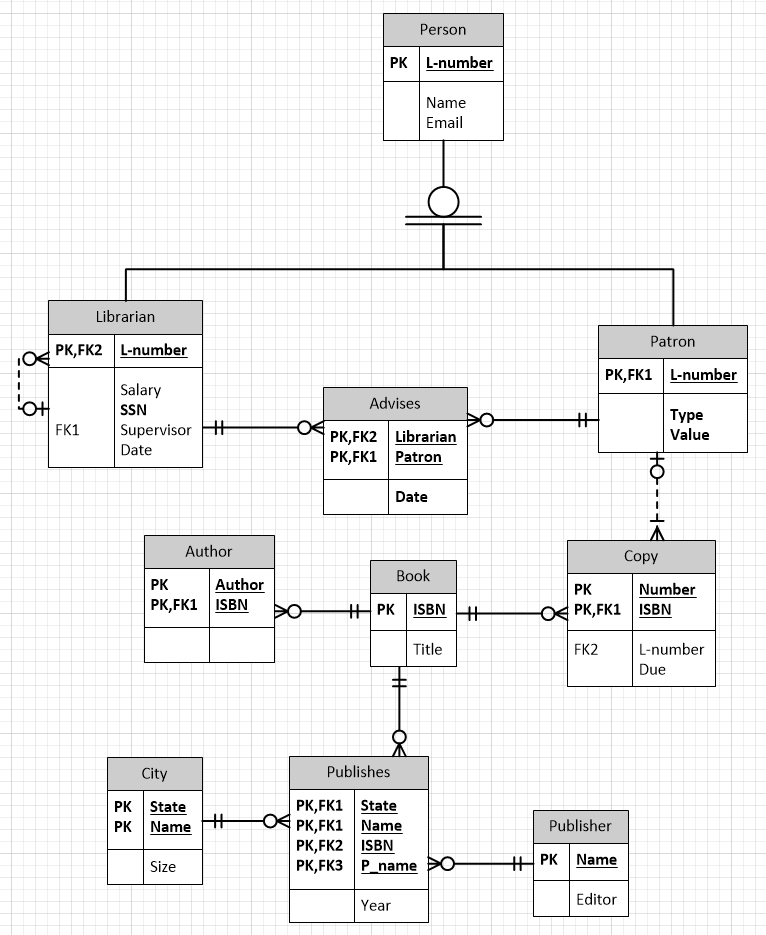 Person
PK L-number
Name
Email
Librarian
PK,FK2 L-number
Salary
SSN
FK1 Supervisor
Date
Patron
PK,FK1 L-number
Type
Value
Advises
PK,FK2 Librarian
PK,FK1 Patron
Date
Author
PK Author
PK,FK1 ISBN
Book
PK ISBN
Title
Copy
PK Number
PK,FK1 ISBN
FK2 L-number
Due
City
PK State
PK Name
Size
Publishes
PK,FK1 State
PK,FK1 Name
PK,FK2 ISBN
PK,FK3 P_name
Year
Publisher
PK Name
Editor